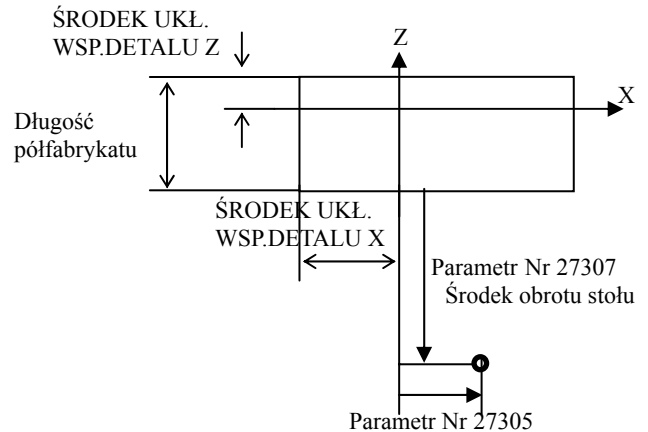 ŚRODEK UKŁ.
WSP.DETALU Z
Z
X
Długość
półfabrykatu
ŚRODEK UKŁ.
WSP.DETALU X
Parametr Nr 27307
Środek obrotu stołu
Parametr Nr 27305